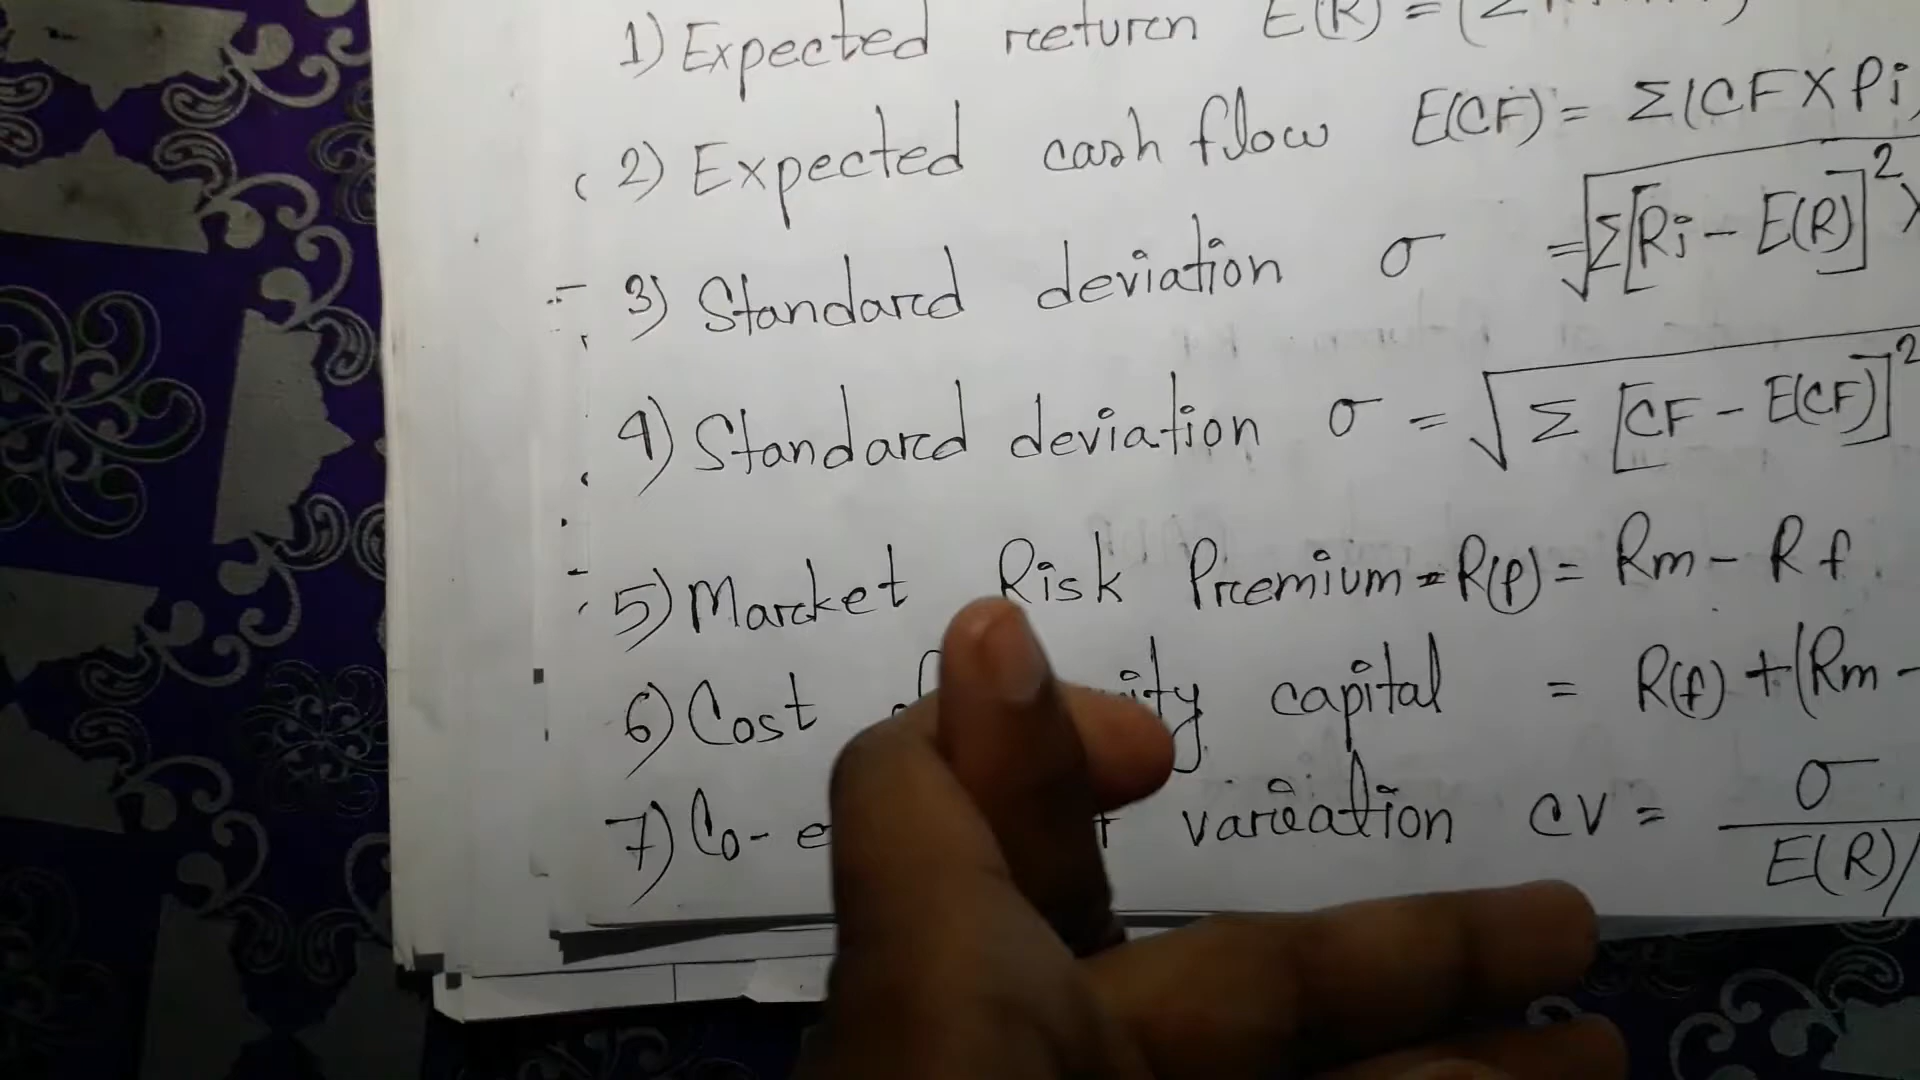 1) Expected return E(R) = (Σ
2) Expected cash flow E(CF) = Σ(CF X Pi
3) Standard deviation σ = √Σ[Ri - E(R)]²
4) Standard deviation σ = √Σ [CF - E(CF)]²
5) Market Risk Premium = R(p) = Rm - Rf
6) Cost capital = R(f) + (Rm -
7) Co- variation CV = σ / E(R)/